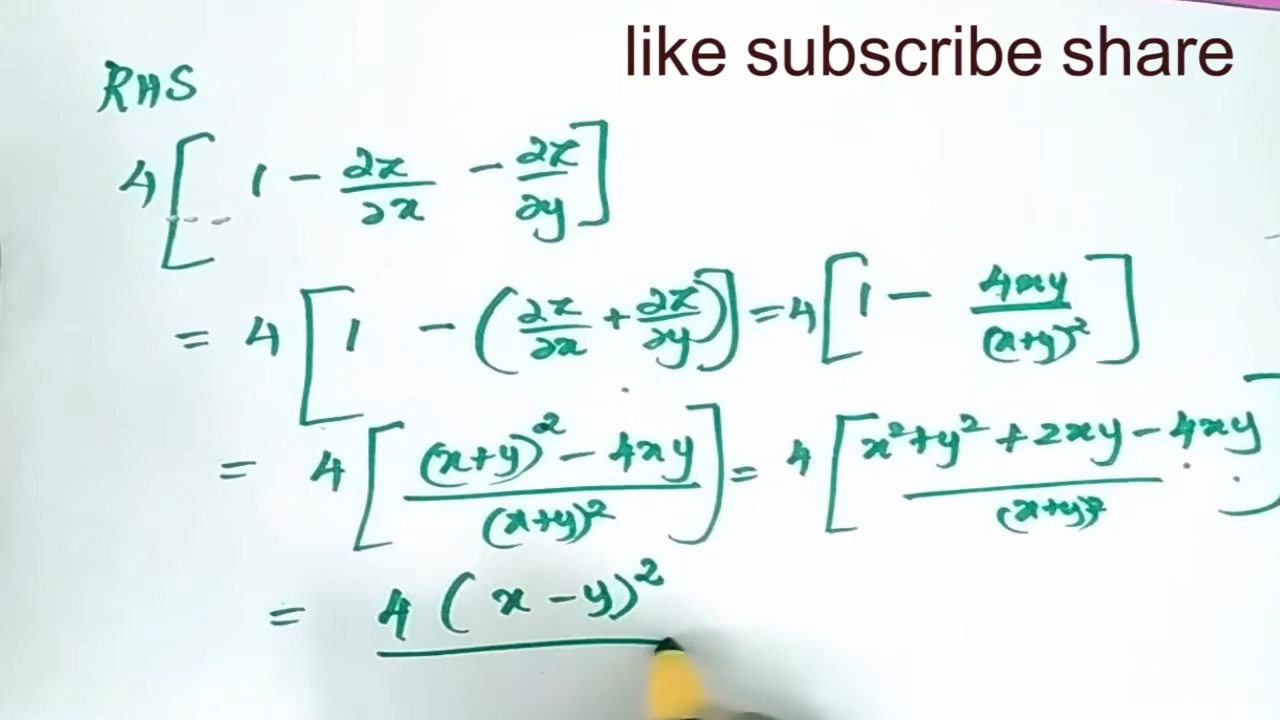 like subscribe share
RHS
4[ 1 - ∂z/∂x - ∂z/∂y ]
= 4[ 1 - (∂z/∂x + ∂z/∂y) ] = 4[ 1 - 4xy/(x+y)² ]
= 4[ ((x+y)² - 4xy)/(x+y)² ] = 4[ (x²+y²+2xy-4xy)/(x+y)² ]
= 4(x-y)²